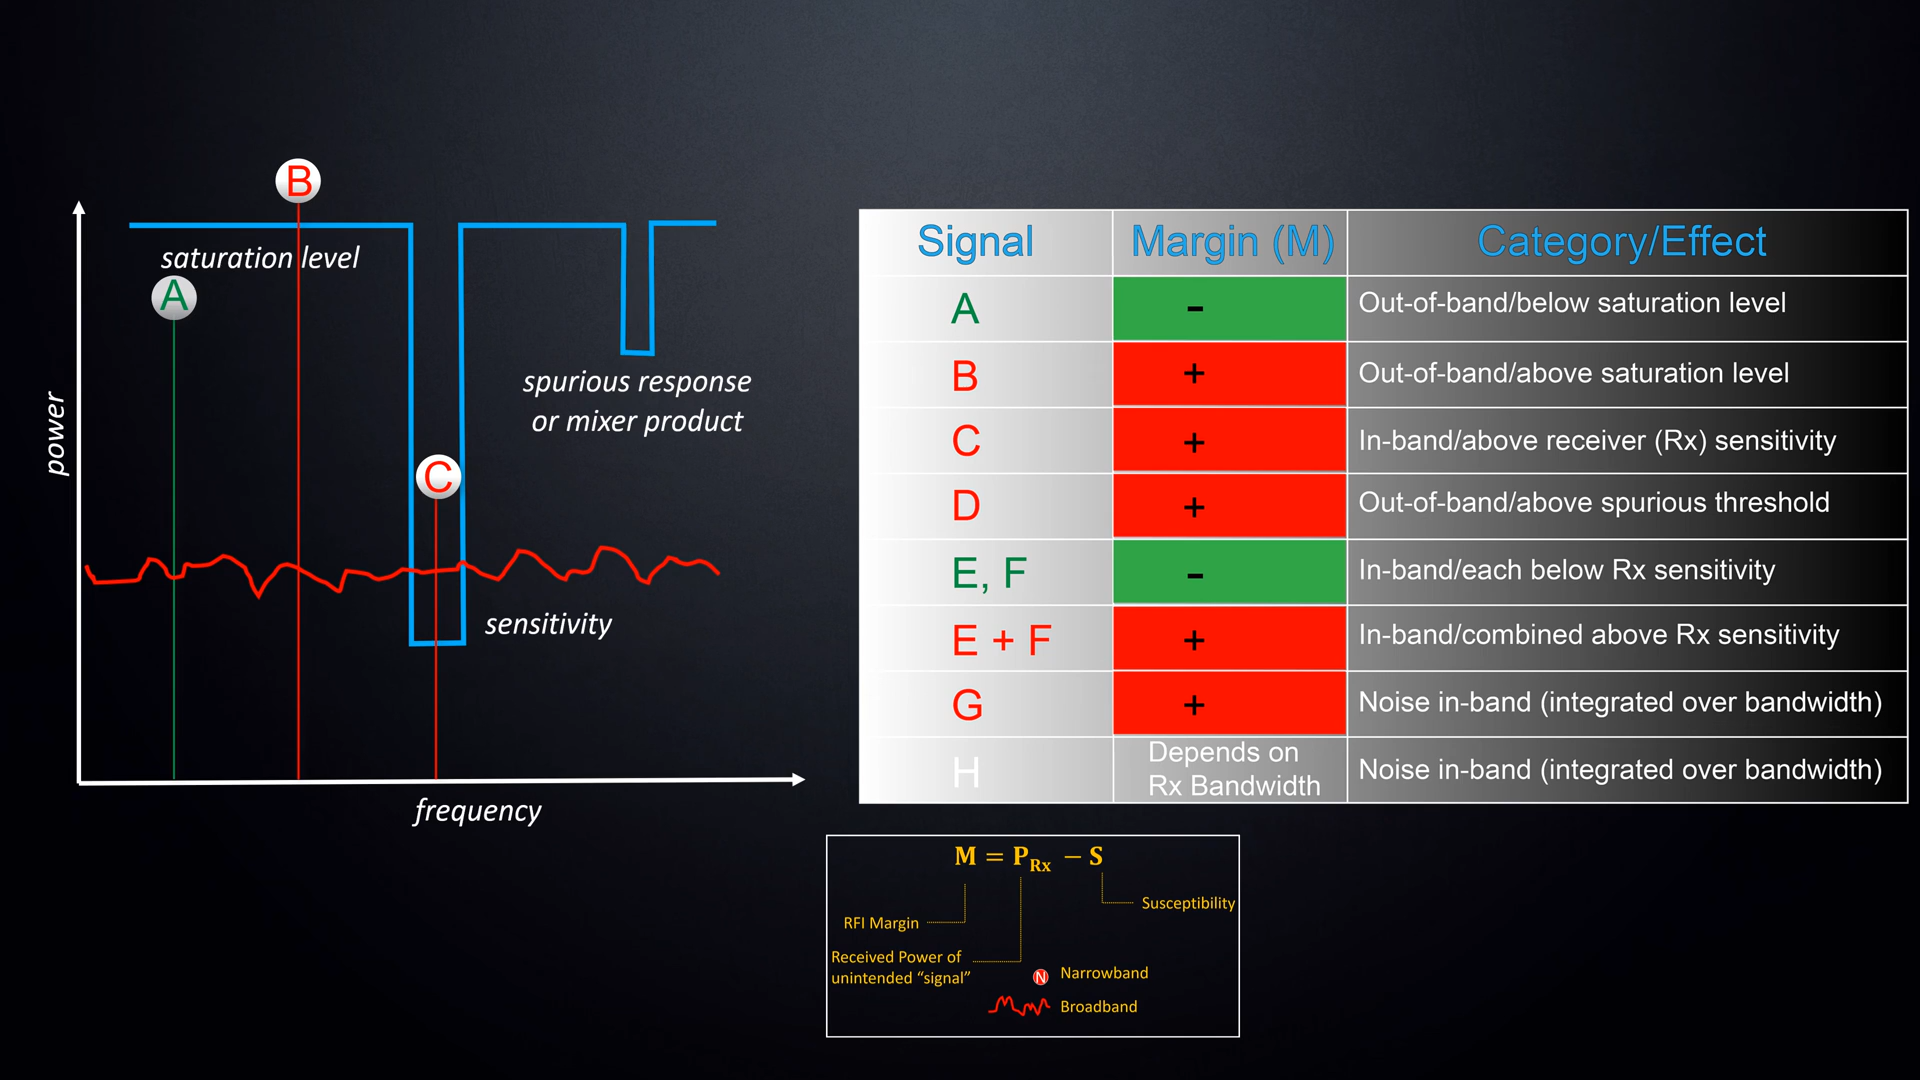 B
saturation level
A
spurious response
or mixer product
power
C
sensitivity
frequency
Signal Margin (M) Category/Effect
A - Out-of-band/below saturation level
B + Out-of-band/above saturation level
C + In-band/above receiver (Rx) sensitivity
D + Out-of-band/above spurious threshold
E, F - In-band/each below Rx sensitivity
E + F + In-band/combined above Rx sensitivity
G + Noise in-band (integrated over bandwidth)
H Depends on
Rx Bandwidth Noise in-band (integrated over bandwidth)
M = P_Rx − S
Susceptibility
RFI Margin
Received Power of
unintended “signal”
N Narrowband
Broadband